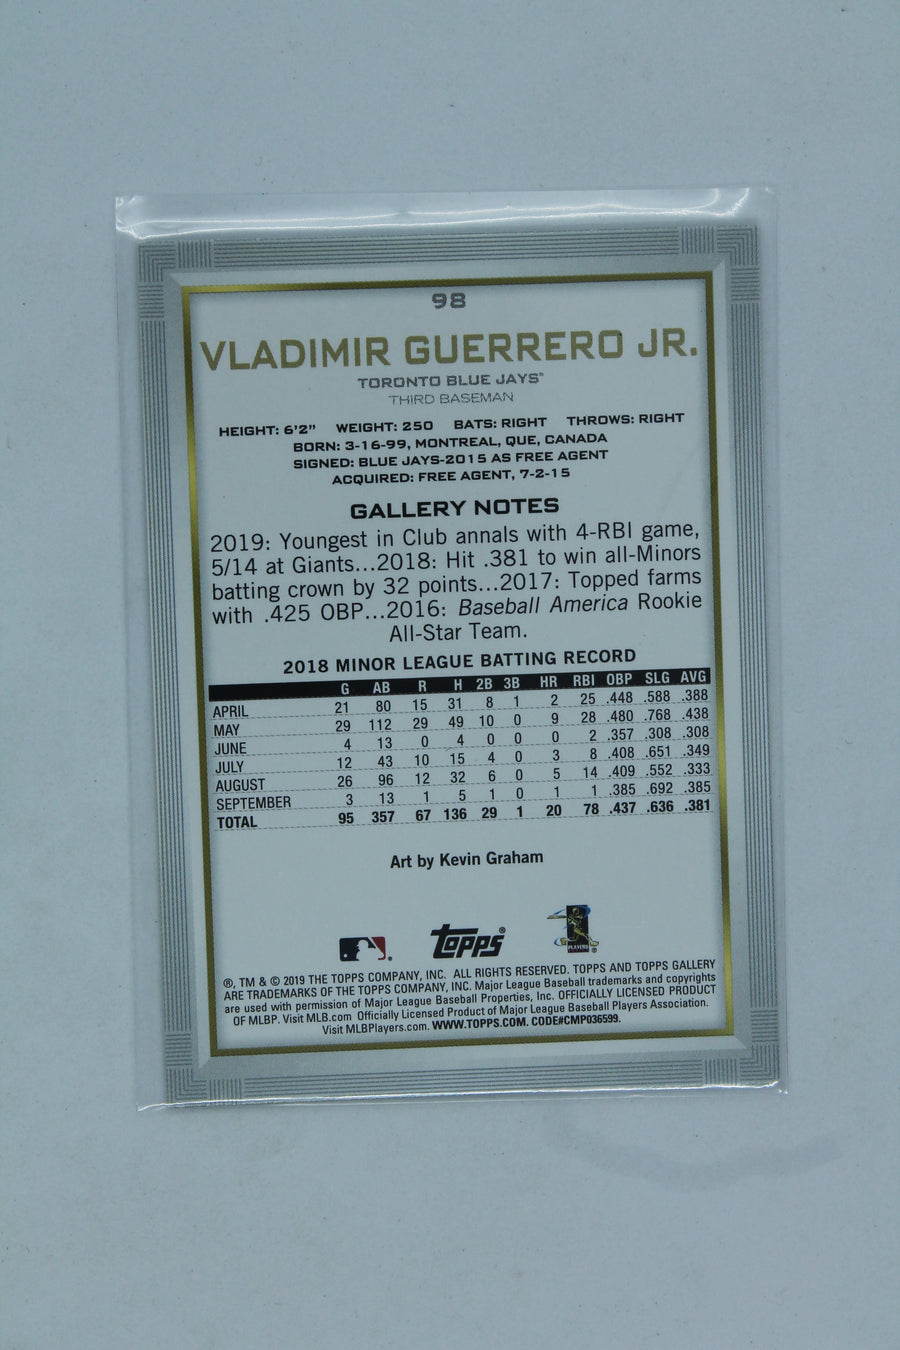 98
VLADIMIR GUERRERO JR.
TORONTO BLUE JAYS®
THIRD BASEMAN
HEIGHT: 6'2" WEIGHT: 250 BATS: RIGHT THROWS: RIGHT
BORN: 3-16-99, MONTREAL, QUE, CANADA
SIGNED: BLUE JAYS-2015 AS FREE AGENT
ACQUIRED: FREE AGENT, 7-2-15
GALLERY NOTES
2019: Youngest in Club annals with 4-RBI game,
5/14 at Giants...2018: Hit .381 to win all-Minors
batting crown by 32 points...2017: Topped farms
with .425 OBP...2016: Baseball America Rookie
All-Star Team.
2018 MINOR LEAGUE BATTING RECORD
G AB R H 2B 3B HR RBI OBP SLG AVG
APRIL 21 80 15 31 8 1 2 25 .448 .588 .388
MAY 29 112 29 49 10 0 9 28 .480 .768 .438
JUNE 4 13 0 4 0 0 0 2 .357 .308 .308
JULY 12 43 10 15 4 0 3 8 .408 .651 .349
AUGUST 26 96 12 32 6 0 5 14 .409 .552 .333
SEPTEMBER 3 13 1 5 1 0 1 1 .385 .692 .385
TOTAL 95 357 67 136 29 1 20 78 .437 .636 .381
Art by Kevin Graham
topps®
PLAYERS
®, TM & © 2019 THE TOPPS COMPANY, INC. ALL RIGHTS RESERVED. TOPPS AND TOPPS GALLERY
ARE TRADEMARKS OF THE TOPPS COMPANY, INC. Major League Baseball trademarks and copyrights
are used with permission of Major League Baseball Properties, Inc. OFFICIALLY LICENSED PRODUCT
OF MLBP. Visit MLB.com Officially Licensed Product of Major League Baseball Players Association.
Visit MLBPlayers.com. WWW.TOPPS.COM. CODE#CMP036599.